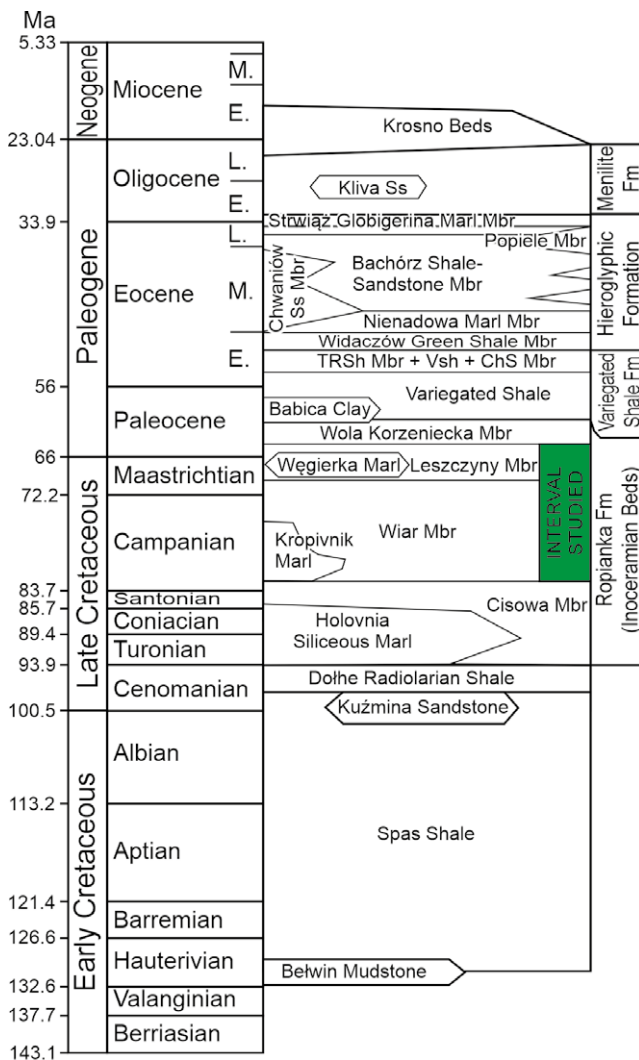 Ma
5.33
23.04
33.9
56
66
72.2
83.7
85.7
89.4
93.9
100.5
113.2
121.4
126.6
132.6
137.7
143.1
Neogene
Paleogene
Late Cretaceous
Early Cretaceous
Miocene
M.
E.
Oligocene
L.
E.
Eocene
L.
M.
E.
Paleocene
Maastrichtian
Campanian
Santonian
Coniacian
Turonian
Cenomanian
Albian
Aptian
Barremian
Hauterivian
Valanginian
Berriasian
Krosno Beds
Kliva Ss
Strwiąż Globigerina Marl Mbr
Popiele Mbr
Chwaniów
Ss Mbr
Bachórz Shale-
Sandstone Mbr
Nienadowa Marl Mbr
Widaczów Green Shale Mbr
TRSh Mbr + Vsh + ChS Mbr
Variegated Shale
Babica Clay
Wola Korzeniecka Mbr
Węgierka Marl
Leszczyny Mbr
Kropivnik
Marl
Wiar Mbr
INTERVAL
STUDIED
Cisowa Mbr
Holovnia
Siliceous Marl
Dołhe Radiolarian Shale
Kuźmina Sandstone
Spas Shale
Bełwin Mudstone
Menilite
Fm
Hieroglyphic
Formation
Variegated
Shale Fm
Ropianka Fm
(Inoceramian Beds)